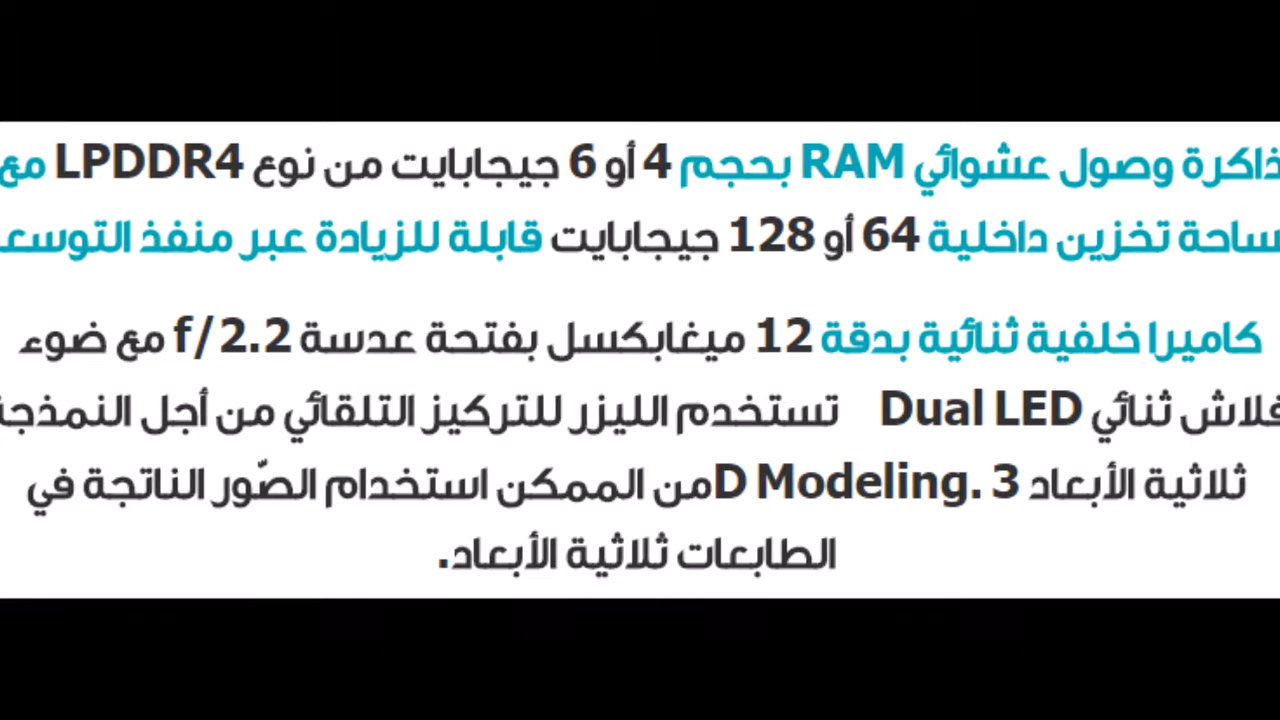 ذاكرة وصول عشوائي RAM بحجم 4 أو 6 جيجابايت من نوع LPDDR4 مع
ساحة تخزين داخلية 64 أو 128 جيجابايت قابلة للزيادة عبر منفذ التوسع
كاميرا خلفية ثنائية بدقة 12 ميغابكسل بفتحة عدسة f/2.2 مع ضوء
فلاش ثنائي Dual LED تستخدم الليزر للتركيز التلقائي من أجل النمذجة
ثلاثية الأبعاد 3 D Modeling. من الممكن استخدام الصّور الناتجة في
الطابعات ثلاثية الأبعاد.